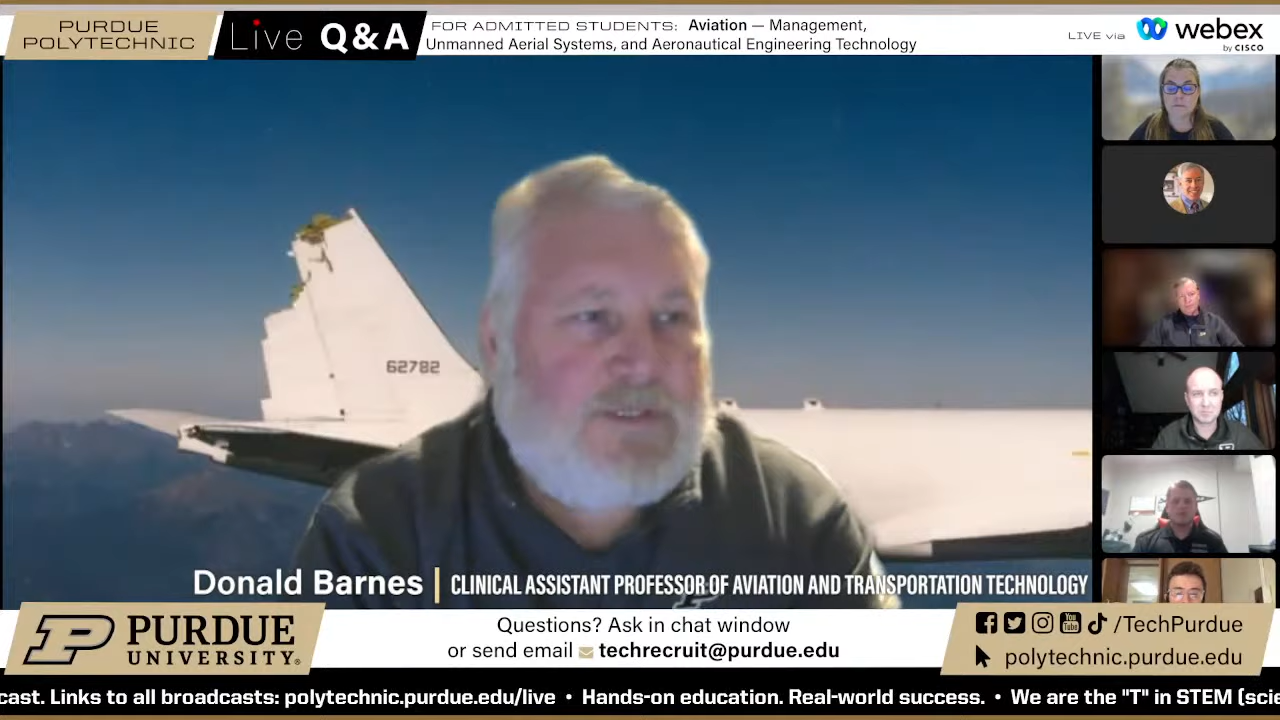 PURDUE
POLYTECHNIC
Live Q&A
FOR ADMITTED STUDENTS: Aviation — Management,
Unmanned Aerial Systems, and Aeronautical Engineering Technology
LIVE via webex
by CISCO
62782
Donald Barnes | CLINICAL ASSISTANT PROFESSOR OF AVIATION AND TRANSPORTATION TECHNOLOGY
P PURDUE
UNIVERSITY®
Questions? Ask in chat window
or send email techrecruit@purdue.edu
You
Tube
/TechPurdue
polytechnic.purdue.edu
cast. Links to all broadcasts: polytechnic.purdue.edu/live • Hands-on education. Real-world success. • We are the "T" in STEM (scie